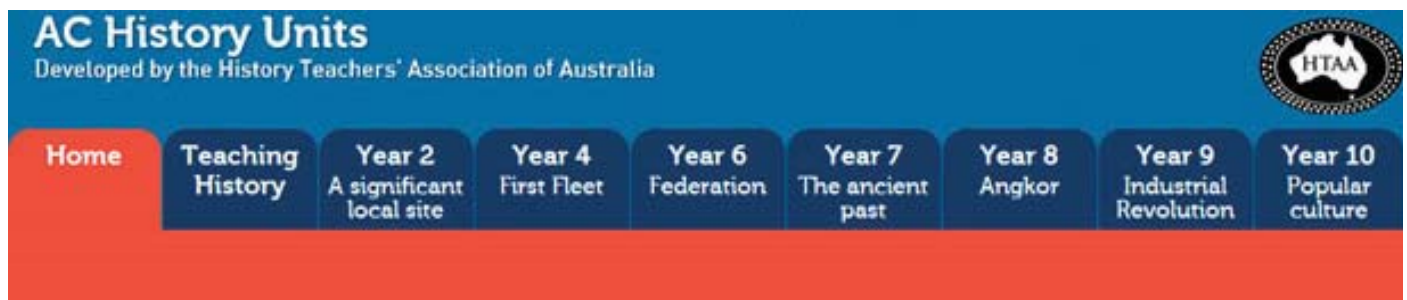 AC History Units
Developed by the History Teachers' Association of Australia
HTAA
Home
Teaching
History
Year 2
A significant
local site
Year 4
First Fleet
Year 6
Federation
Year 7
The ancient
past
Year 8
Angkor
Year 9
Industrial
Revolution
Year 10
Popular
culture